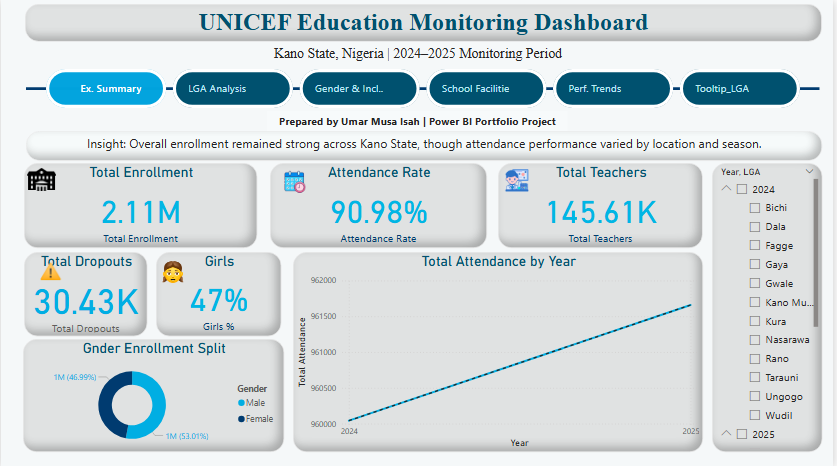 UNICEF Education Monitoring Dashboard
Kano State, Nigeria | 2024–2025 Monitoring Period
Ex. Summary
LGA Analysis
Gender & Incl..
School Facilitie
Perf. Trends
Tooltip_LGA
Prepared by Umar Musa Isah | Power BI Portfolio Project
Insight: Overall enrollment remained strong across Kano State, though attendance performance varied by location and season.
Total Enrollment
2.11M
Total Enrollment
Attendance Rate
90.98%
Attendance Rate
Total Teachers
145.61K
Total Teachers
Total Dropouts
30.43K
Total Dropouts
Girls
47%
Girls %
Gnder Enrollment Split
1M (46.99%)
1M (53.01%)
Gender
Male
Female
Total Attendance by Year
Total Attendance
962000
961500
961000
960500
960000
2024
2025
Year
Year, LGA
2024
Bichi
Dala
Fagge
Gaya
Gwale
Kano Mu...
Kura
Nasarawa
Rano
Tarauni
Ungogo
Wudil
2025